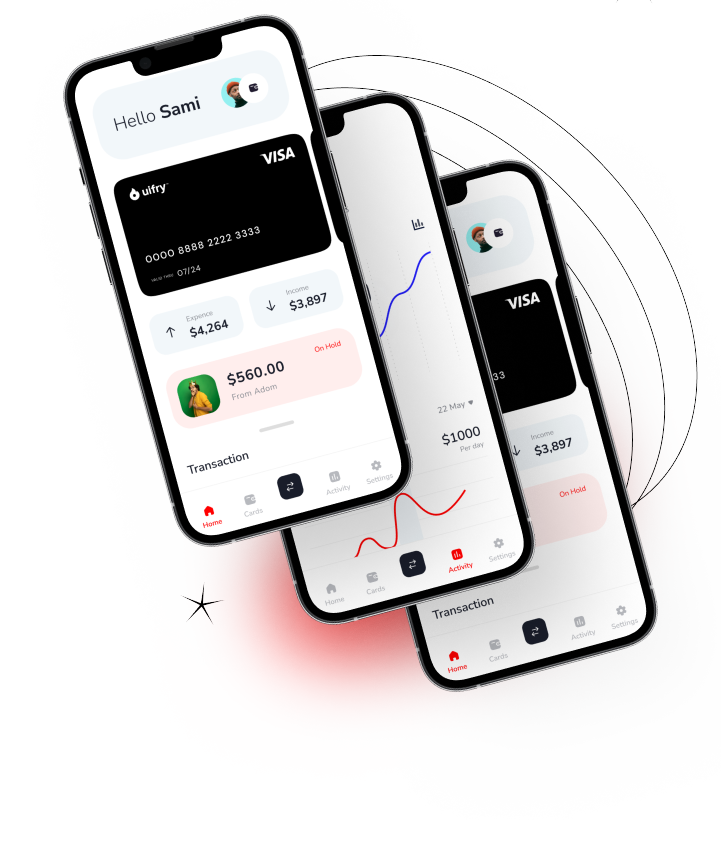 Hello Sami
VISA
uifry
0000 8888 2222 3333
VALID THRU 07/24
Expence
$4,264
Income
$3,897
On Hold
$560.00
From Adom
Transaction
Home
Cards
Activity
Settings
22 May
$1000
Per day
Home
Cards
Activity
Settings
VISA
33
Income
$3,897
On Hold
Transaction
Home
Cards
Activity
Settings